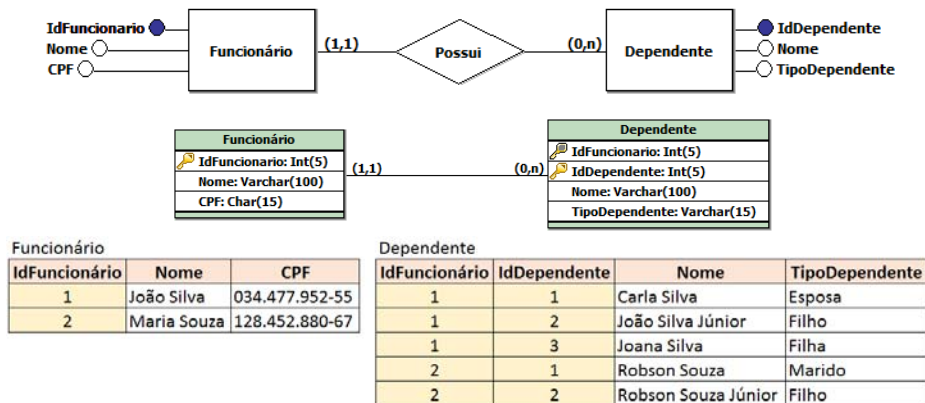 IdFuncionario
Nome
CPF
Funcionário
(1,1)
Possui
(0,n)
Dependente
IdDependente
Nome
TipoDependente
Funcionário
IdFuncionario: Int(5)
Nome: Varchar(100)
CPF: Char(15)
(1,1)
(0,n)
Dependente
IdFuncionario: Int(5)
IdDependente: Int(5)
Nome: Varchar(100)
TipoDependente: Varchar(15)
Funcionário
IdFuncionário Nome CPF
1 João Silva 034.477.952-55
2 Maria Souza 128.452.880-67
Dependente
IdFuncionário IdDependente Nome TipoDependente
1 1 Carla Silva Esposa
1 2 João Silva Júnior Filho
1 3 Joana Silva Filha
2 1 Robson Souza Marido
2 2 Robson Souza Júnior Filho